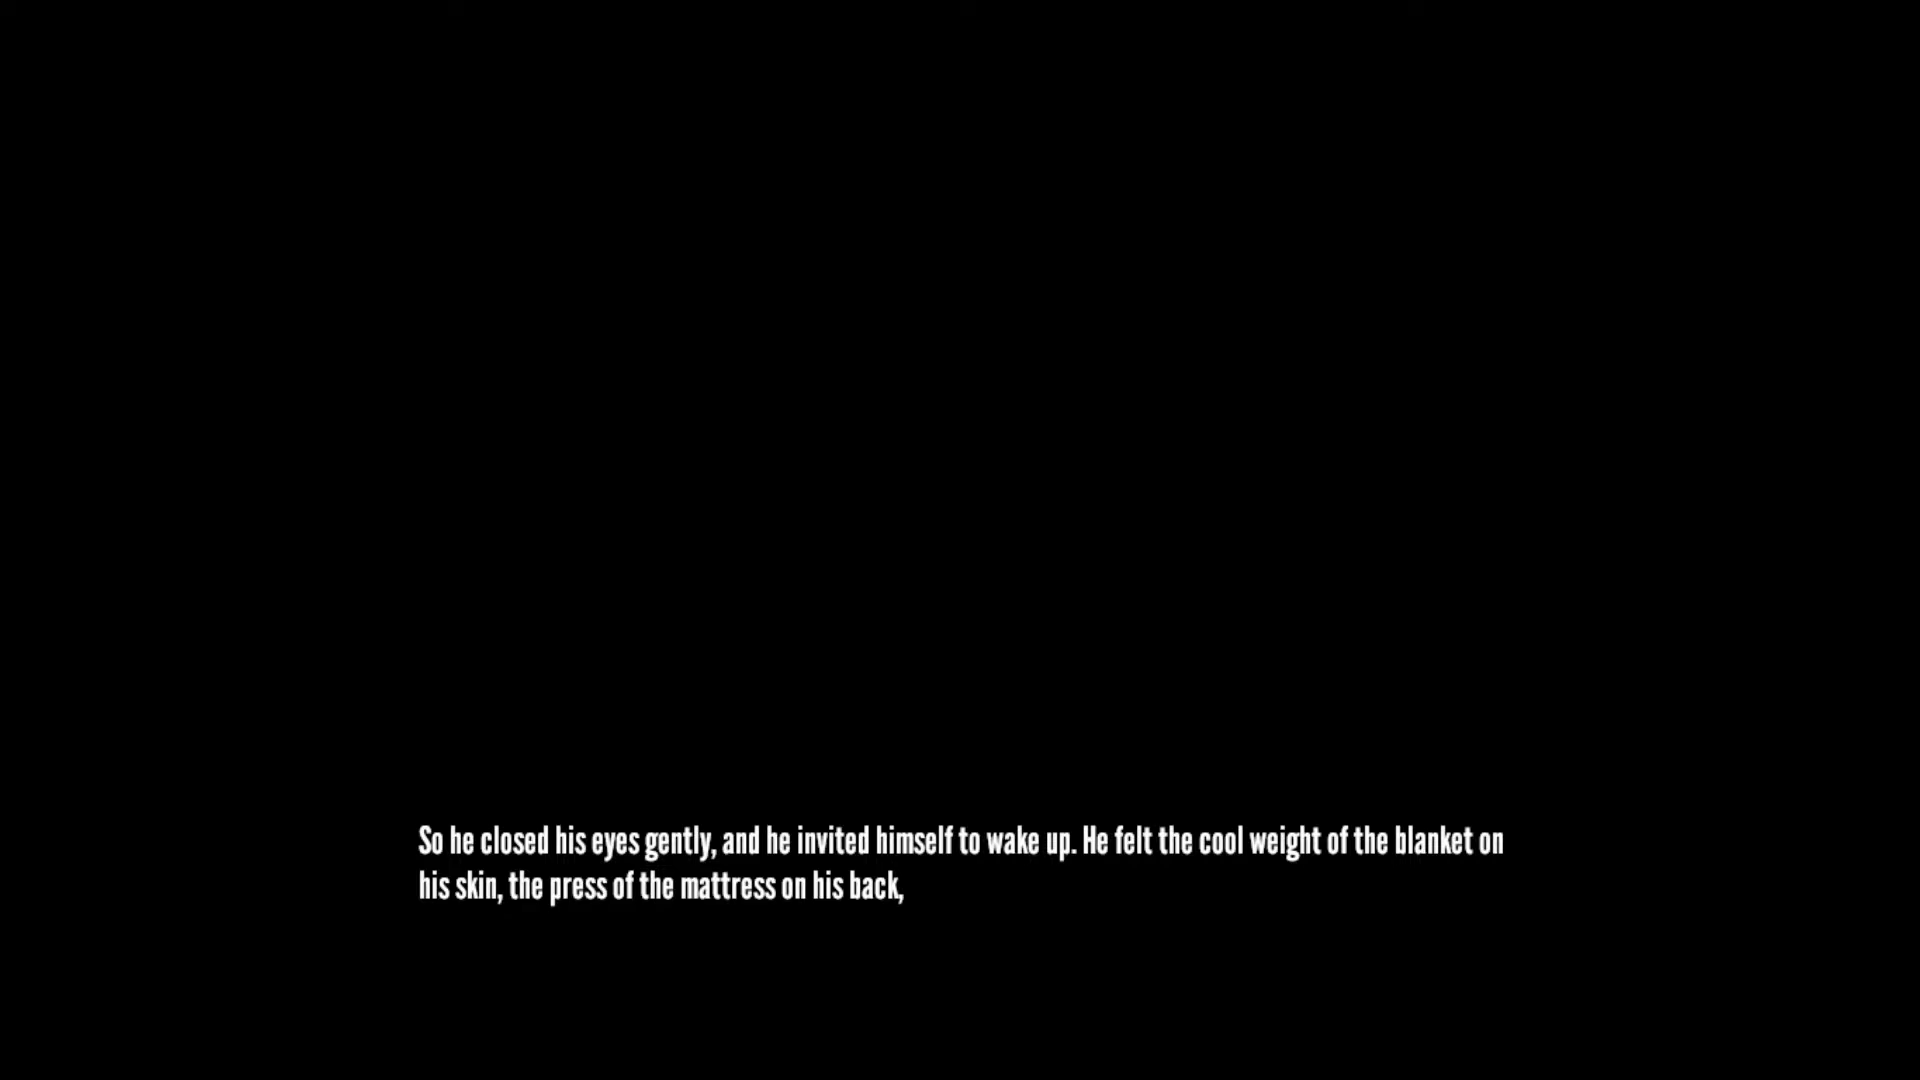 So he closed his eyes gently, and he invited himself to wake up. He felt the cool weight of the blanket on
his skin, the press of the mattress on his back,